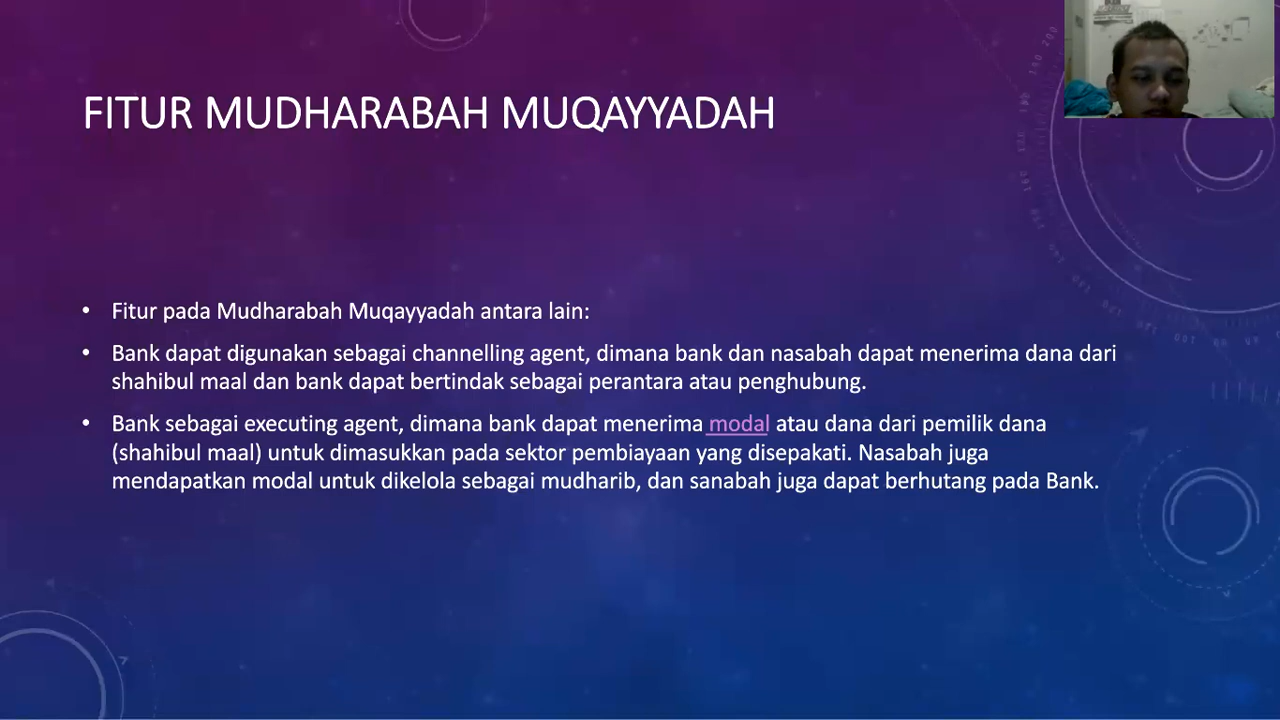 FITUR MUDHARABAH MUQAYYADAH
• Fitur pada Mudharabah Muqayyadah antara lain:
• Bank dapat digunakan sebagai channelling agent, dimana bank dan nasabah dapat menerima dana dari
shahibul maal dan bank dapat bertindak sebagai perantara atau penghubung.
• Bank sebagai executing agent, dimana bank dapat menerima modal atau dana dari pemilik dana
(shahibul maal) untuk dimasukkan pada sektor pembiayaan yang disepakati. Nasabah juga
mendapatkan modal untuk dikelola sebagai mudharib, dan sanabah juga dapat berhutang pada Bank.